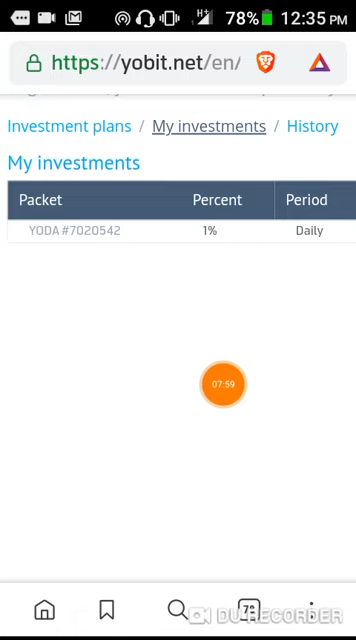 78% 12:35 PM
https://yobit.net/en/
Investment plans / My investments / History
My investments
Packet Percent Period
YODA #7020542 1% Daily
07:59
DU RECORDER